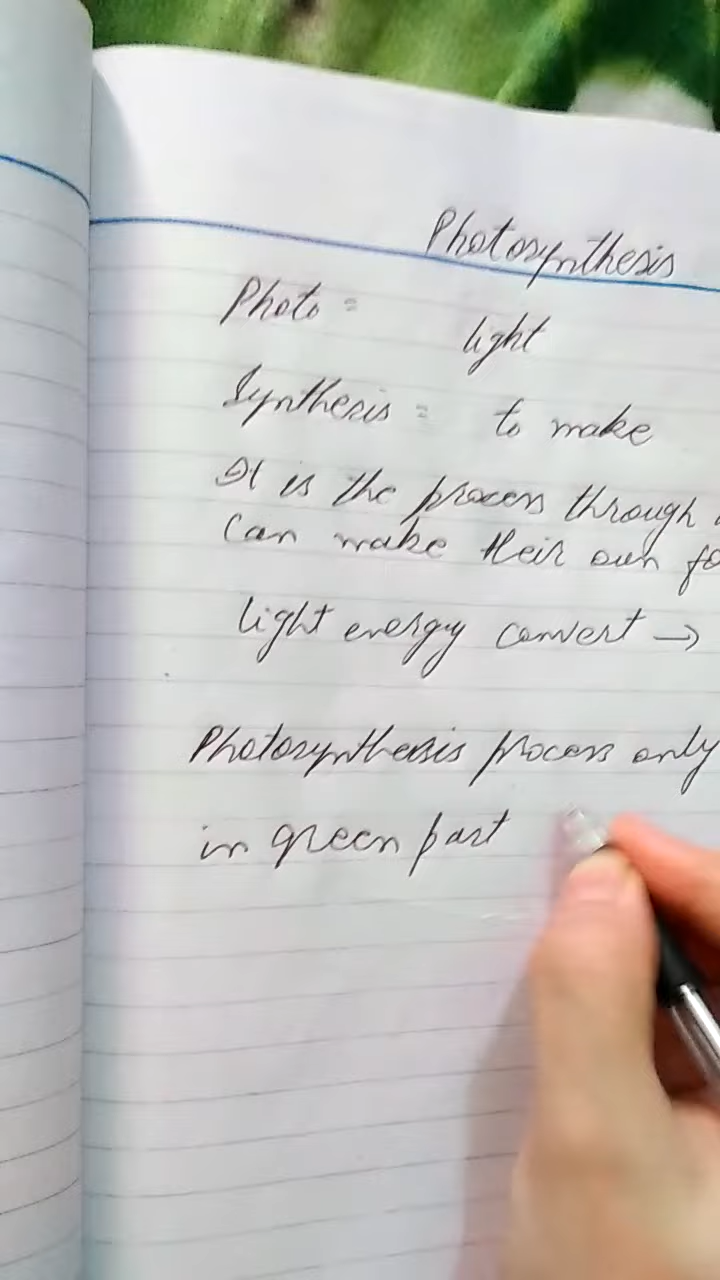 Photosynthesis
Photo = light
Synthesis = to make
It is the process through
can make their own
light energy convert →
Photosynthesis process only
in green part